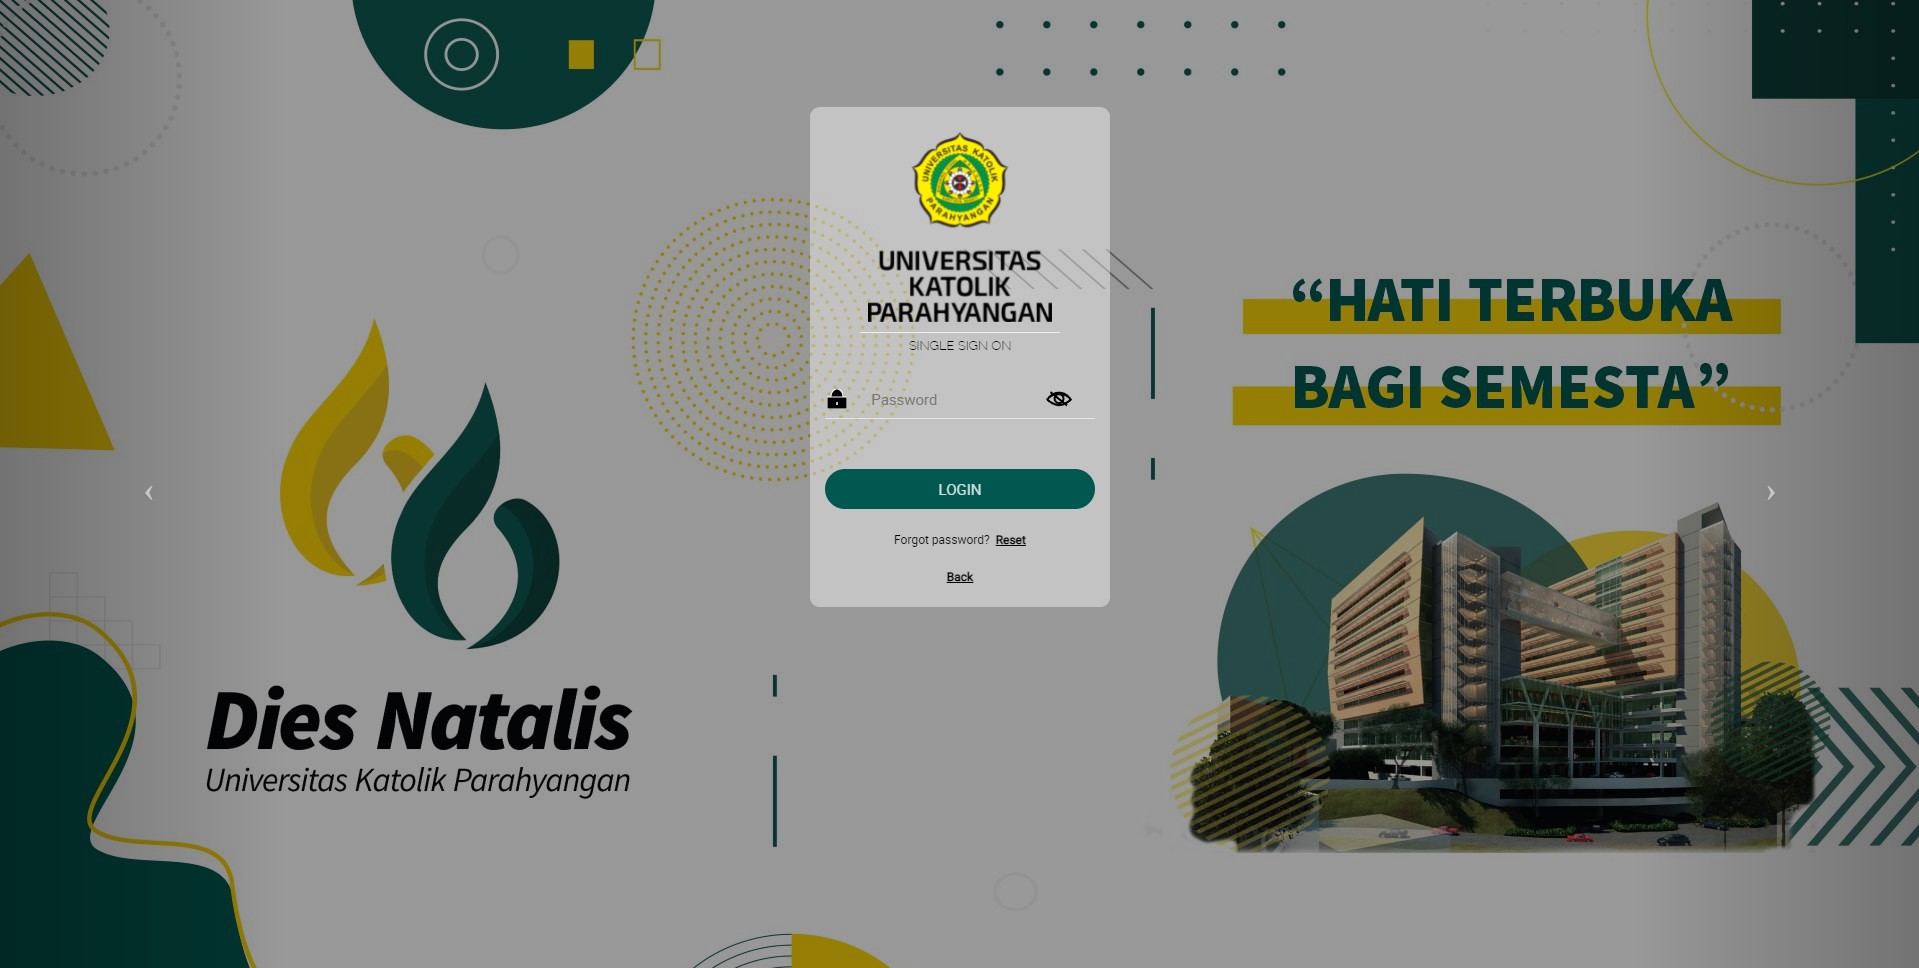 UNIVERSITAS KATOLIK
PARAHYANGAN
UNIVERSITAS
KATOLIK
PARAHYANGAN
SINGLE SIGN ON
Password
LOGIN
Forgot password? Reset
Back
“HATI TERBUKA
BAGI SEMESTA”
Dies Natalis
Universitas Katolik Parahyangan